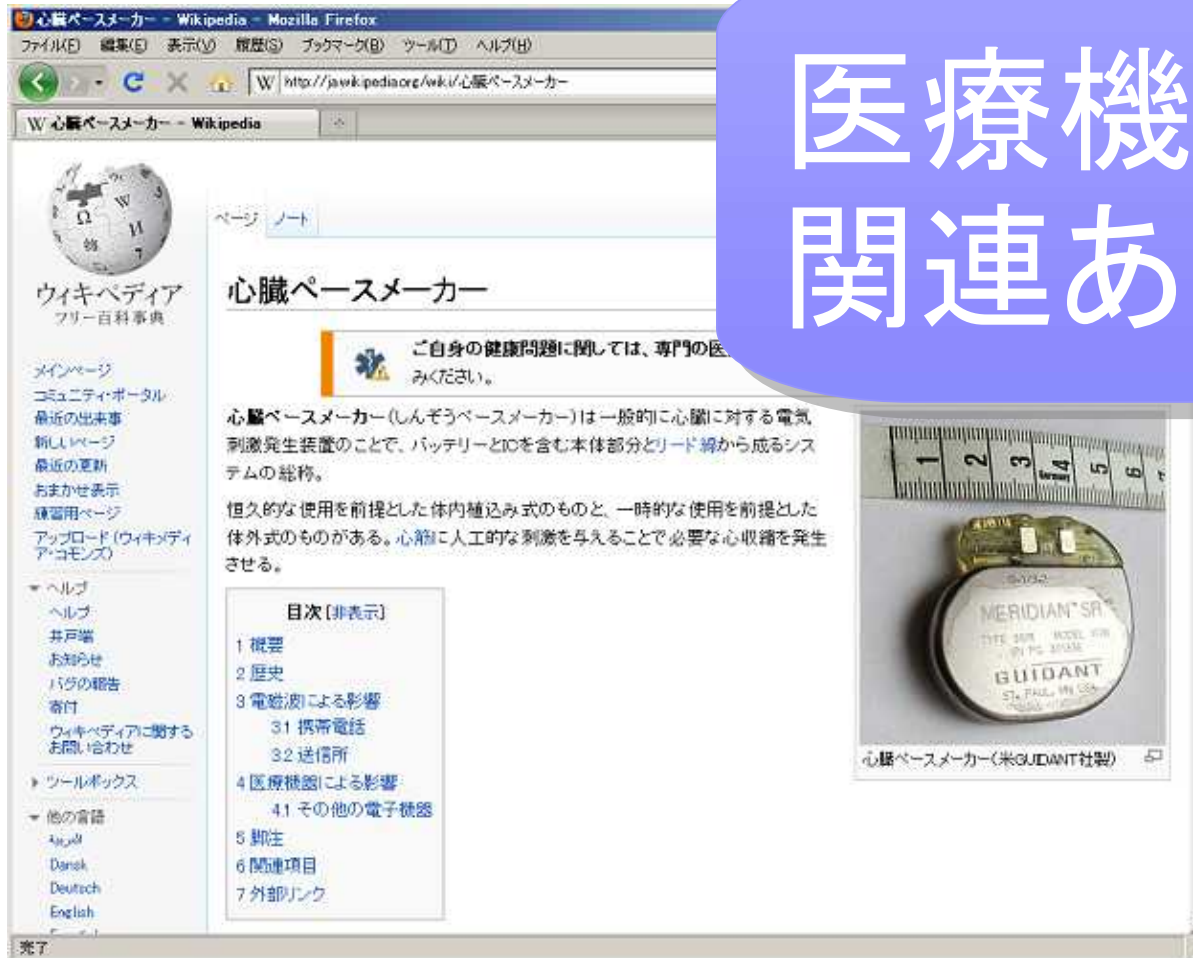 心臓ペースメーカー - Wikipedia - Mozilla Firefox
ファイル(F) 編集(E) 表示(V) 履歴(S) ブックマーク(B) ツール(T) ヘルプ(H)
W http://ja.wikipedia.org/wiki/心臓ペースメーカー
W 心臓ペースメーカー - Wikipedia
医療機
関連あ
ウィキペディア
フリー百科事典
メインページ
コミュニティ・ポータル
最近の出来事
新しいページ
最近の更新
おまかせ表示
練習用ページ
アップロード (ウィキメディ
ア・コモンズ)
ヘルプ
ヘルプ
井戸端
お知らせ
バグの報告
寄付
ウィキペディアに関する
お問い合わせ
ツールボックス
他の言語
العربية
Dansk
Deutsch
English
ページ ノート
心臓ペースメーカー
ご自身の健康問題に関しては、専門の医
みください。
心臓ペースメーカー(しんぞうペースメーカー)は一般的に心臓に対する電気
刺激発生装置のことで、バッテリーとICを含む本体部分とリード線から成るシス
テムの総称。
恒久的な使用を前提とした体内植込み式のものと、一時的な使用を前提とした
体外式のものがある。心筋に人工的な刺激を与えることで必要な心収縮を発生
させる。
目次 [非表示]
1 概要
2 歴史
3 電磁波による影響
3.1 携帯電話
3.2 送信所
4 医療機器による影響
4.1 その他の電子機器
5 脚注
6 関連項目
7 外部リンク
1 2 3 4 5 6 7
Germany
MERIDIAN SR
GUIDANT
ST. PAUL, MN USA
心臓ペースメーカー(米GUIDANT社製)
完了